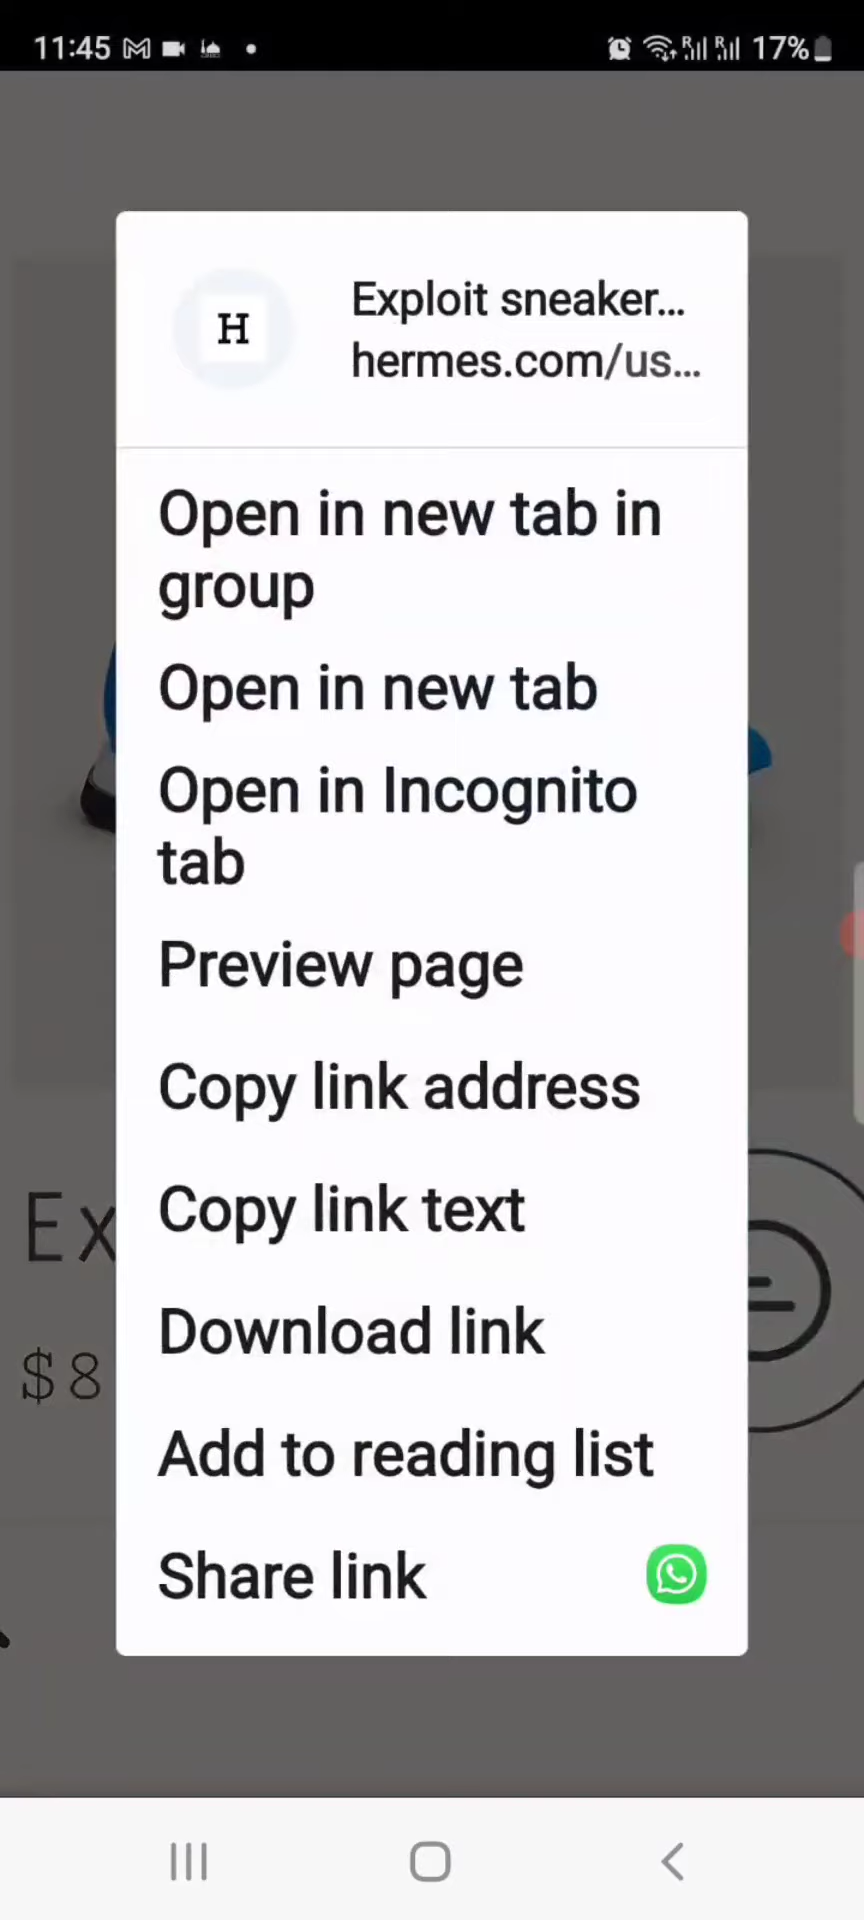 11:45 17%
H
Exploit sneaker...
hermes.com/us...
Open in new tab in
group
Open in new tab
Open in Incognito
tab
Preview page
Copy link address
Ex
Copy link text
Download link
$8
Add to reading list
Share link